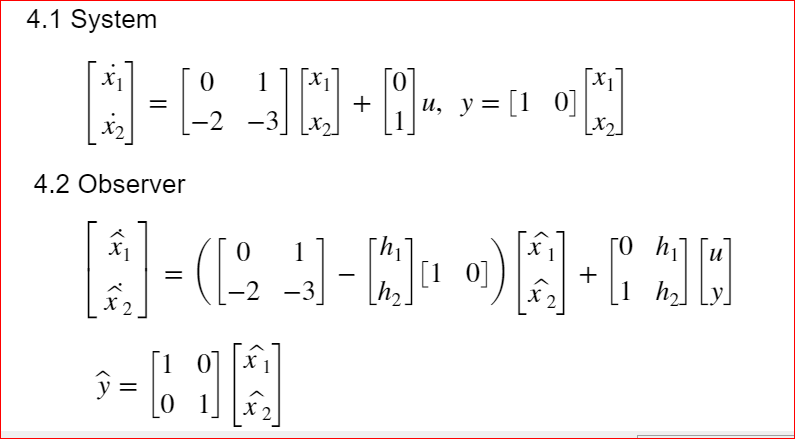 4.1 System
[ẋ₁; ẋ₂] = [0 1; −2 −3] [x₁; x₂] + [0; 1] u, y = [1 0] [x₁; x₂]
4.2 Observer
[x̂̇₁; x̂̇₂] = ([0 1; −2 −3] − [h₁; h₂] [1 0]) [x̂₁; x̂₂] + [0 h₁; 1 h₂] [u; y]
ŷ = [1 0; 0 1] [x̂₁; x̂₂]